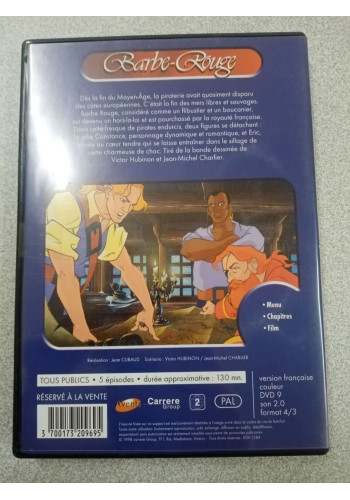 Barbe-Rouge
Dès la fin du Moyen-Age, la piraterie avait quasiment disparu
des côtes européennes. C'était la fin des mers libres et sauvages.
Barbe Rouge, considéré comme un flibustier et un boucanier,
est devenu un hors-la-loi et est pourchassé par la royauté française.
Dans cette fresque de pirates endurcis, deux figures se détachent :
la jolie Constance, personnage dynamique et romantique, et Eric,
pirate au cœur tendre qui se laisse entraîner dans le sillage de
cette charmeuse de choc. Tiré de la bande dessinée de
Victor Hubinon et Jean-Michel Charlier.
• Menu
• Chapitres
• Film
Réalisation : Jean CUBAUD Scénario : Victor HUBINON / Jean-Michel CHARLIER
TOUS PUBLICS • 5 épisodes • durée approximative : 130 mn.
RÉSERVÉ À LA VENTE
3 700173 209695
Carrere
Group
2
PAL
version française
couleur
DVD 9
son 2.0
format 4/3